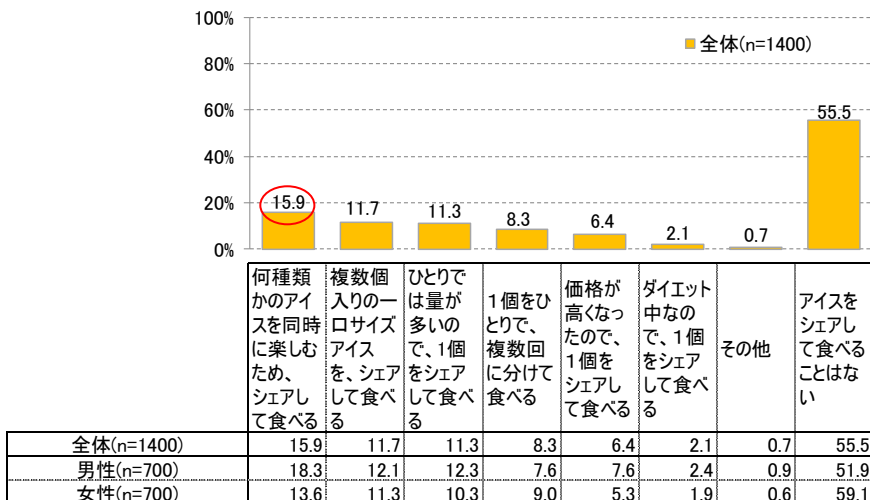 100%
80%
60%
40%
20%
0%
全体(n=1400)
15.9
11.7
11.3
8.3
6.4
2.1
0.7
55.5
何種類
かのアイ
スを同時
に楽しむ
ため、
シェアし
て食べる
複数個
入りの一
口サイズ
アイス
を、シェア
して食べ
る
ひとりで
は量が
多いの
で、1個
をシェア
して食べ
る
1個をひ
とりで、
複数回
に分けて
食べる
価格が
高くなっ
たので、
1個を
シェアし
て食べる
ダイエット
中なの
で、1個
をシェア
して食べ
る
その他
アイスを
シェアし
て食べる
ことはな
い
全体(n=1400) 15.9 11.7 11.3 8.3 6.4 2.1 0.7 55.5
男性(n=700) 18.3 12.1 12.3 7.6 7.6 2.4 0.9 51.9
女性(n=700) 13.6 11.3 10.3 9.0 5.3 1.9 0.6 59.1